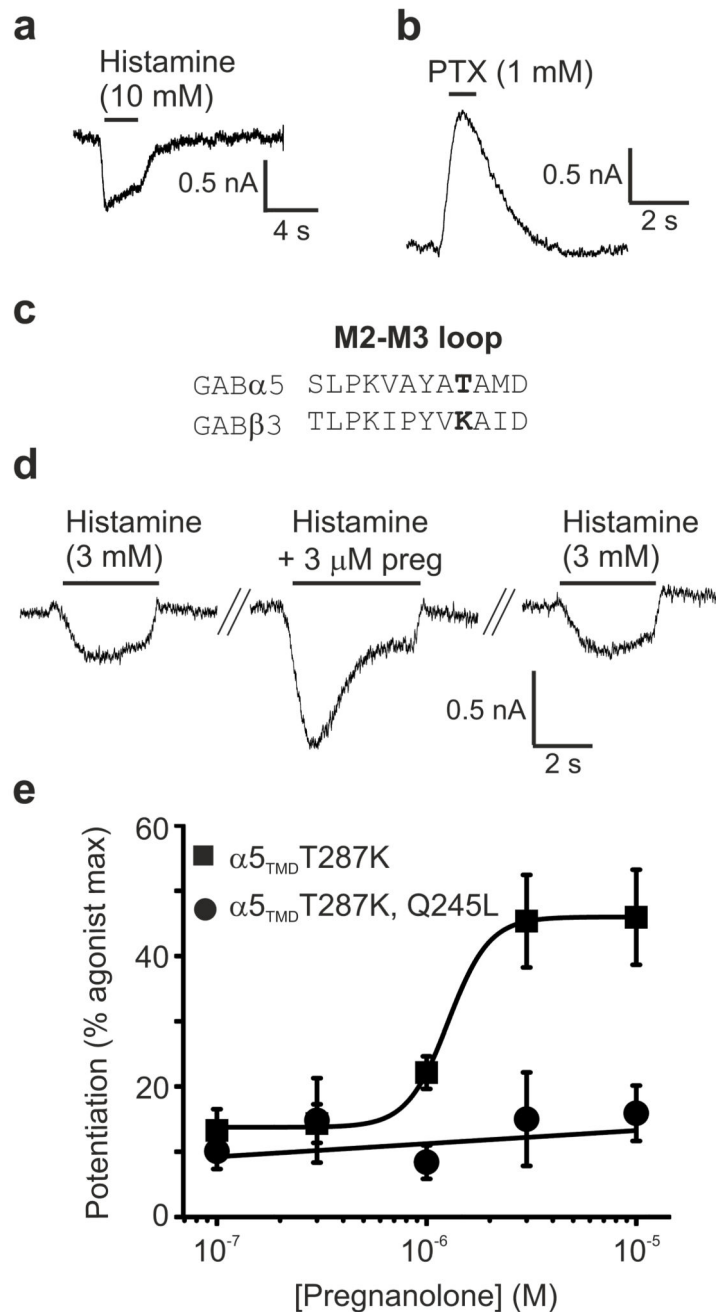 a
Histamine
(10 mM)
0.5 nA
4 s
b
PTX (1 mM)
0.5 nA
2 s
c
M2-M3 loop
GABα5 SLPKVAYATAMD
GABβ3 TLPKIPYVKAID
d
Histamine
(3 mM)
Histamine
+ 3 μM preg
Histamine
(3 mM)
0.5 nA
2 s
e
Potentiation (% agonist max)
60
40
20
0
α5TMDT287K
α5TMDT287K, Q245L
10-7
10-6
10-5
[Pregnanolone] (M)